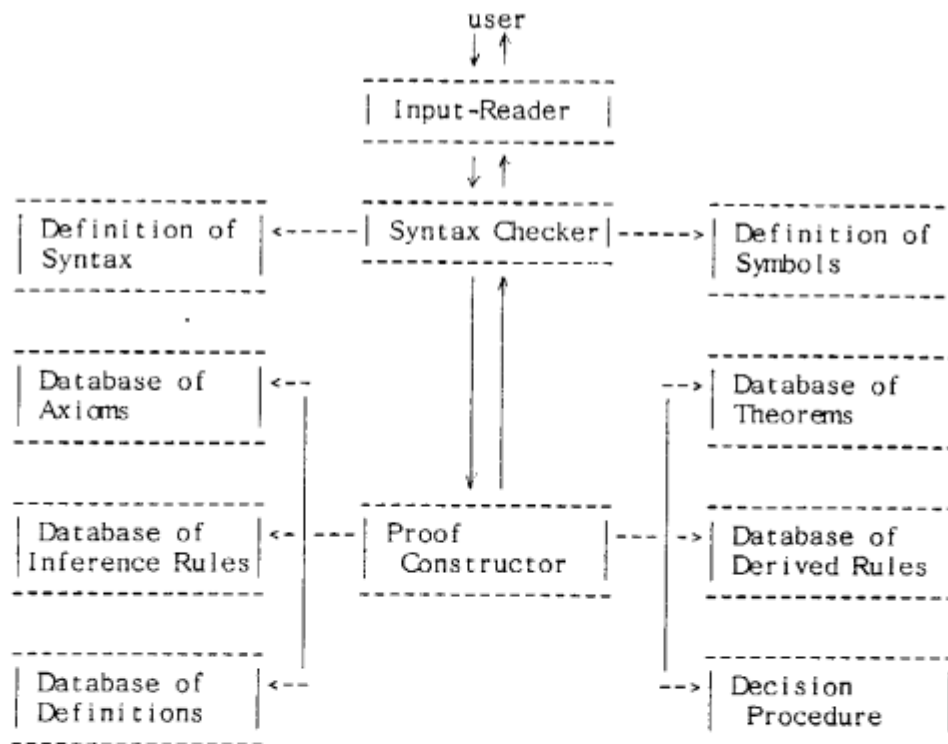 user
Input-Reader
Definition of
Syntax
Syntax Checker
Definition of
Symbols
Database of
Axioms
Database of
Theorems
Database of
Inference Rules
Proof
Constructor
Database of
Derived Rules
Database of
Definitions
Decision
Procedure